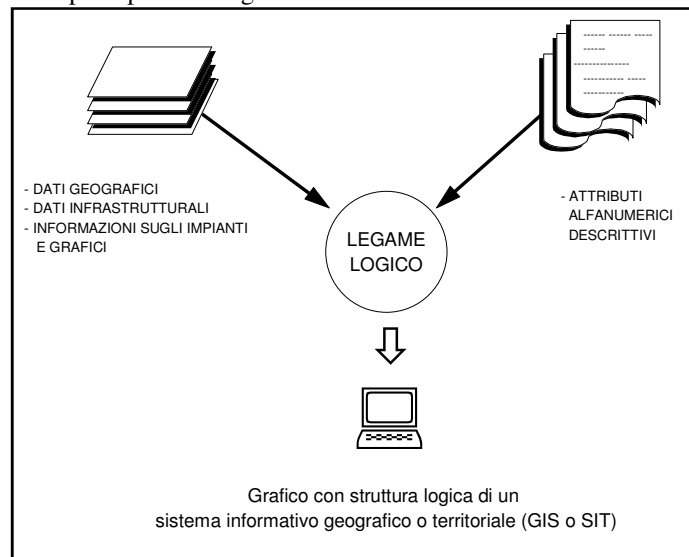 - DATI GEOGRAFICI
- DATI INFRASTRUTTURALI
- INFORMAZIONI SUGLI IMPIANTI
E GRAFICI
- ATTRIBUTI
ALFANUMERICI
DESCRITTIVI
LEGAME
LOGICO
Grafico con struttura logica di un
sistema informativo geografico o territoriale (GIS o SIT)